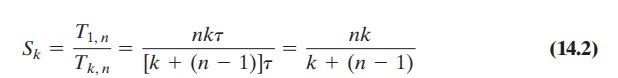 S_k = T_{1,n} / T_{k,n} = nkτ / [k + (n − 1)]τ = nk / k + (n − 1) (14.2)